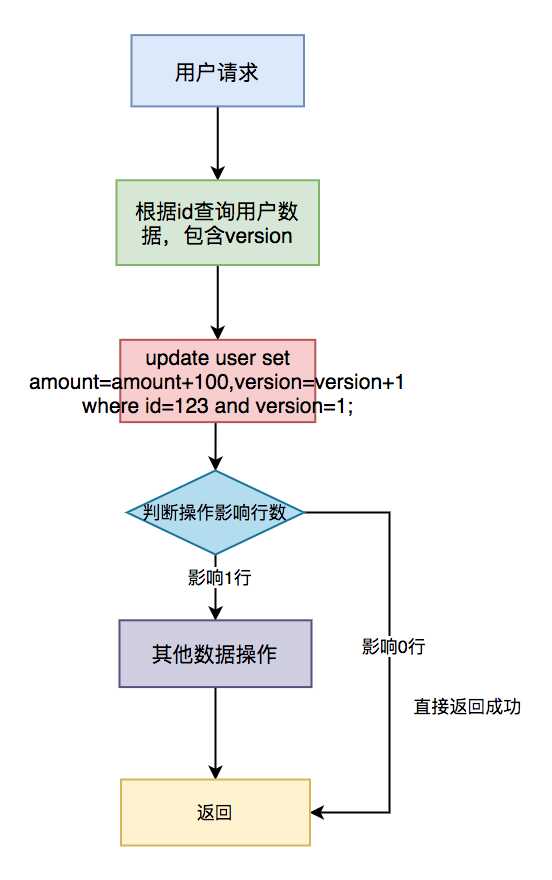 用户请求
根据id查询用户数
据，包含version
update user set
amount=amount+100,version=version+1
where id=123 and version=1;
判断操作影响行数
影响1行
其他数据操作
影响0行
直接返回成功
返回